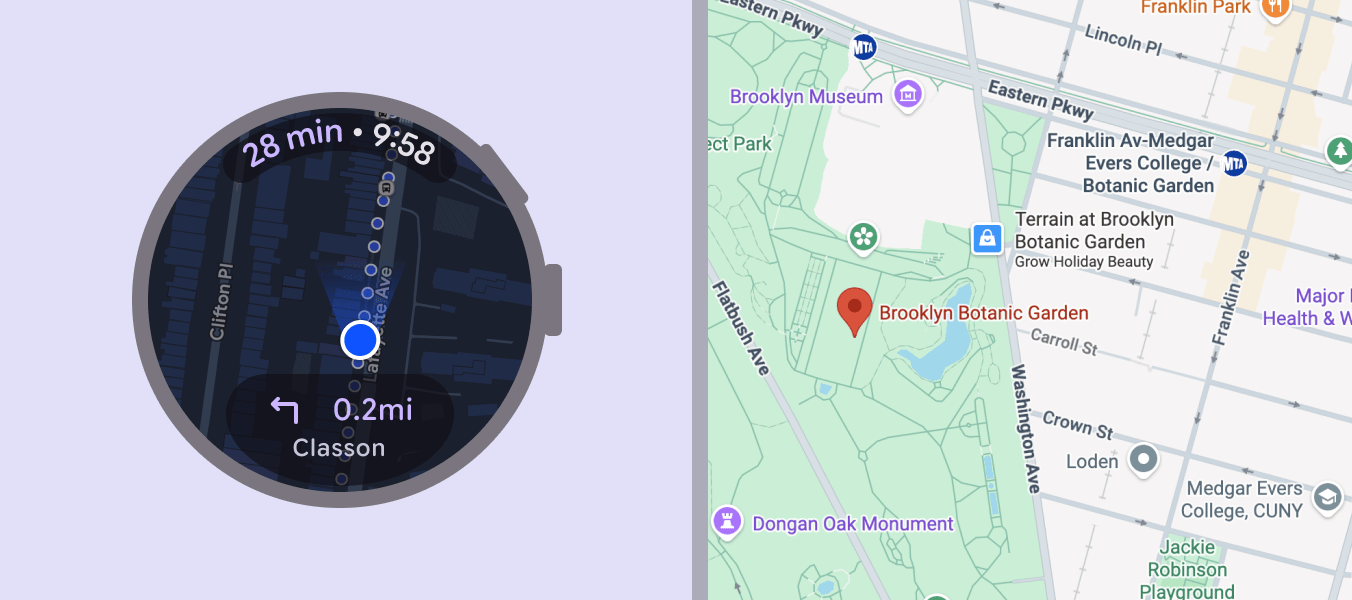 28 min • 9:58
Clifton Pl
Lafayette Ave
0.2mi
Classon
Eastern Pkwy
MTA
Franklin Park
Lincoln Pl
Brooklyn Museum
Eastern Pkwy
ect Park
Franklin Av-Medgar
Evers College /
Botanic Garden
MTA
Terrain at Brooklyn
Botanic Garden
Grow Holiday Beauty
Flatbush Ave
Brooklyn Botanic Garden
Franklin Ave
Major
Health & W
Carroll St
Washington Ave
Crown St
Loden
Medgar Evers
College, CUNY
Dongan Oak Monument
Jackie
Robinson
Playground